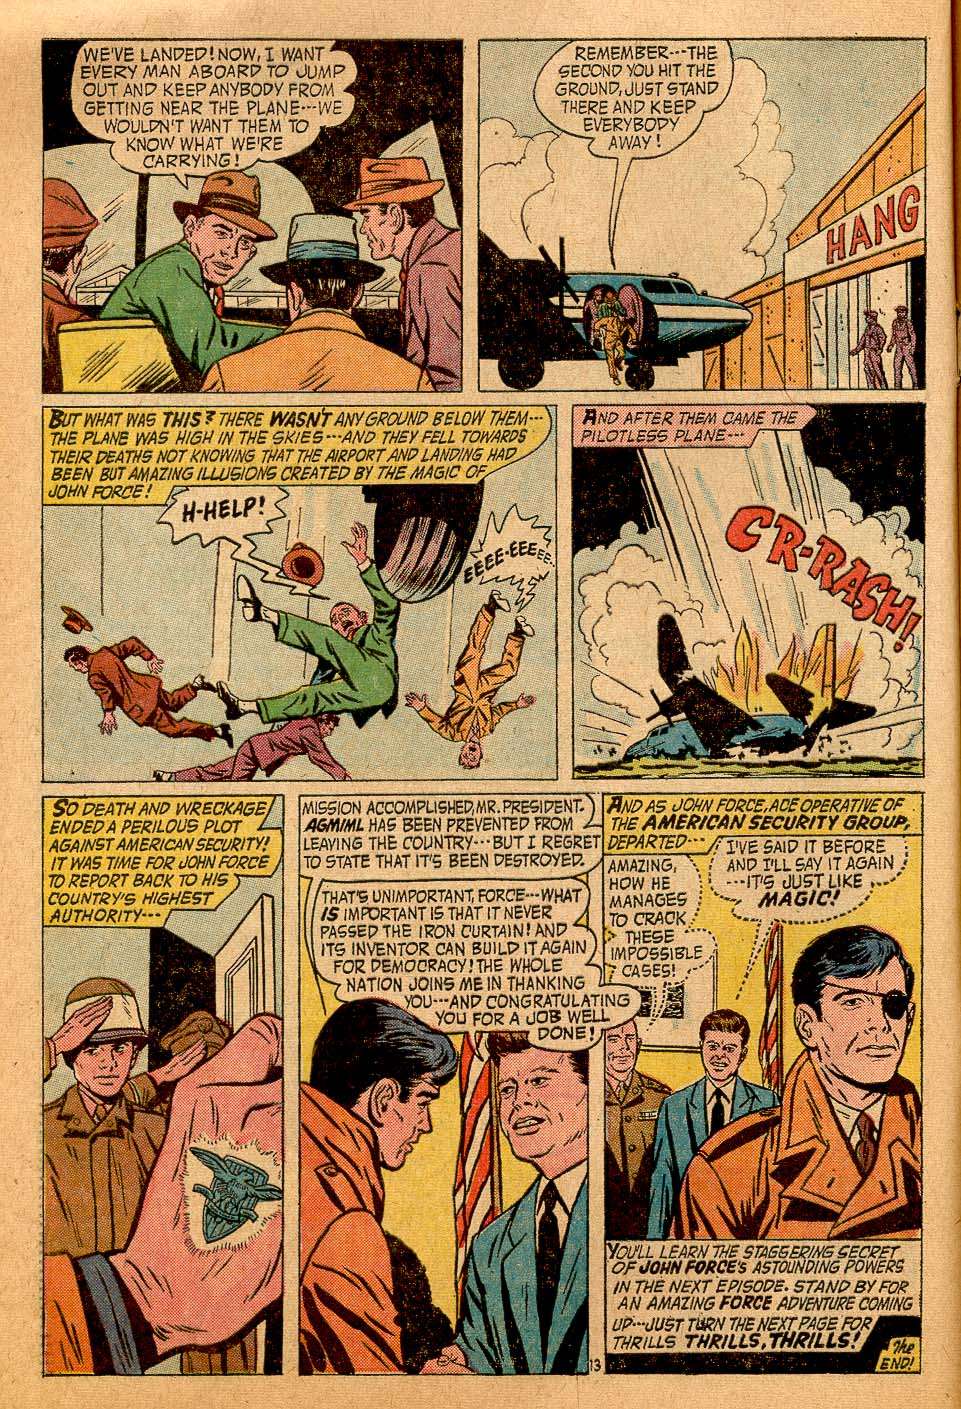 WE'VE LANDED! NOW, I WANT
EVERY MAN ABOARD TO JUMP
OUT AND KEEP ANYBODY FROM
GETTING NEAR THE PLANE---WE
WOULDN'T WANT THEM TO
KNOW WHAT WE'RE
CARRYING!
REMEMBER---THE
SECOND YOU HIT THE
GROUND, JUST STAND
THERE AND KEEP
EVERYBODY
AWAY!
HANG
BUT WHAT WAS THIS? THERE WASN'T ANY GROUND BELOW THEM---
THE PLANE WAS HIGH IN THE SKIES---AND THEY FELL TOWARDS
THEIR DEATHS NOT KNOWING THAT THE AIRPORT AND LANDING HAD
BEEN BUT AMAZING ILLUSIONS CREATED BY THE MAGIC OF
JOHN FORCE!
H-HELP!
EEEE-EEEEE...
AND AFTER THEM CAME THE
PILOTLESS PLANE---
CR-RASH!
SO DEATH AND WRECKAGE
ENDED A PERILOUS PLOT
AGAINST AMERICAN SECURITY!
IT WAS TIME FOR JOHN FORCE
TO REPORT BACK TO HIS
COUNTRY'S HIGHEST
AUTHORITY---
MISSION ACCOMPLISHED, MR. PRESIDENT.
AGMIML HAS BEEN PREVENTED FROM
LEAVING THE COUNTRY---BUT I REGRET
TO STATE THAT IT'S BEEN DESTROYED.
THAT'S UNIMPORTANT, FORCE---WHAT
IS IMPORTANT IS THAT IT NEVER
PASSED THE IRON CURTAIN! AND
ITS INVENTOR CAN BUILD IT AGAIN
FOR DEMOCRACY! THE WHOLE
NATION JOINS ME IN THANKING
YOU---AND CONGRATULATING
YOU FOR A JOB WELL
DONE!
13
AND AS JOHN FORCE, ACE OPERATIVE OF
THE AMERICAN SECURITY GROUP,
DEPARTED---
AMAZING,
HOW HE
MANAGES
TO CRACK
THESE
IMPOSSIBLE
CASES!
I'VE SAID IT BEFORE
AND I'LL SAY IT AGAIN
---IT'S JUST LIKE
MAGIC!
YOU'LL LEARN THE STAGGERING SECRET
OF JOHN FORCE'S ASTOUNDING POWERS
IN THE NEXT EPISODE. STAND BY FOR
AN AMAZING FORCE ADVENTURE COMING
UP---JUST TURN THE NEXT PAGE FOR
THRILLS, THRILLS, THRILLS!
The
END!